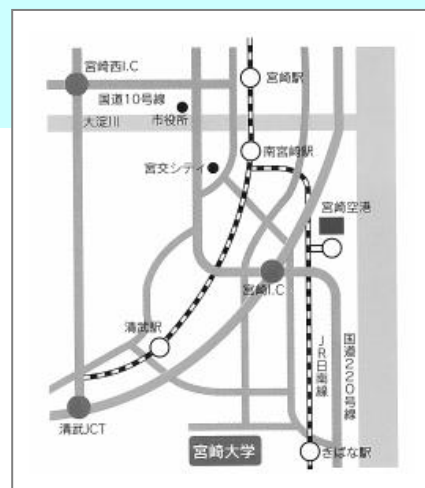 宮崎西I.C
宮崎駅
国道10号線
市役所
大淀川
南宮崎駅
宮交シティ
宮崎空港
宮崎I.C
清武駅
JR日南線
国道220号線
清武JCT
宮崎大学
きばな駅